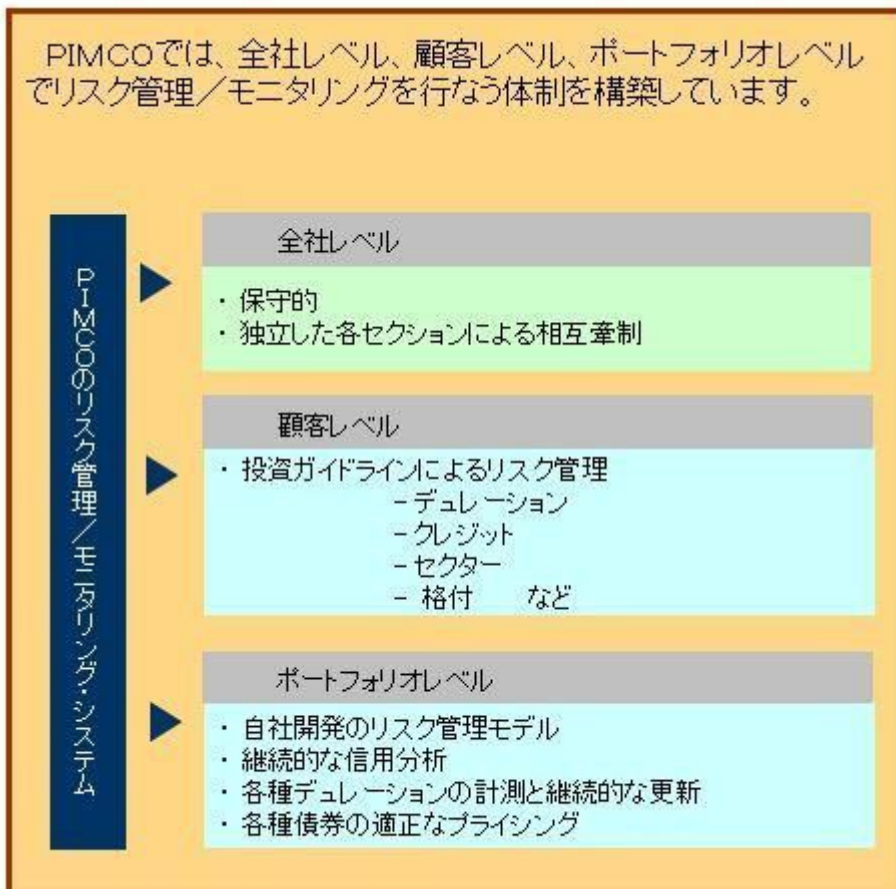 PIMCOでは、全社レベル、顧客レベル、ポートフォリオレベル
でリスク管理／モニタリングを行なう体制を構築しています。
PIMCOのリスク管理／モニタリング・システム
全社レベル
・保守的
・独立した各セクションによる相互牽制
顧客レベル
・投資ガイドラインによるリスク管理
－デュレーション
－クレジット
－セクター
－ 格付　　など
ポートフォリオレベル
・自社開発のリスク管理モデル
・継続的な信用分析
・各種デュレーションの計測と継続的な更新
・各種債券の適正なプライシング